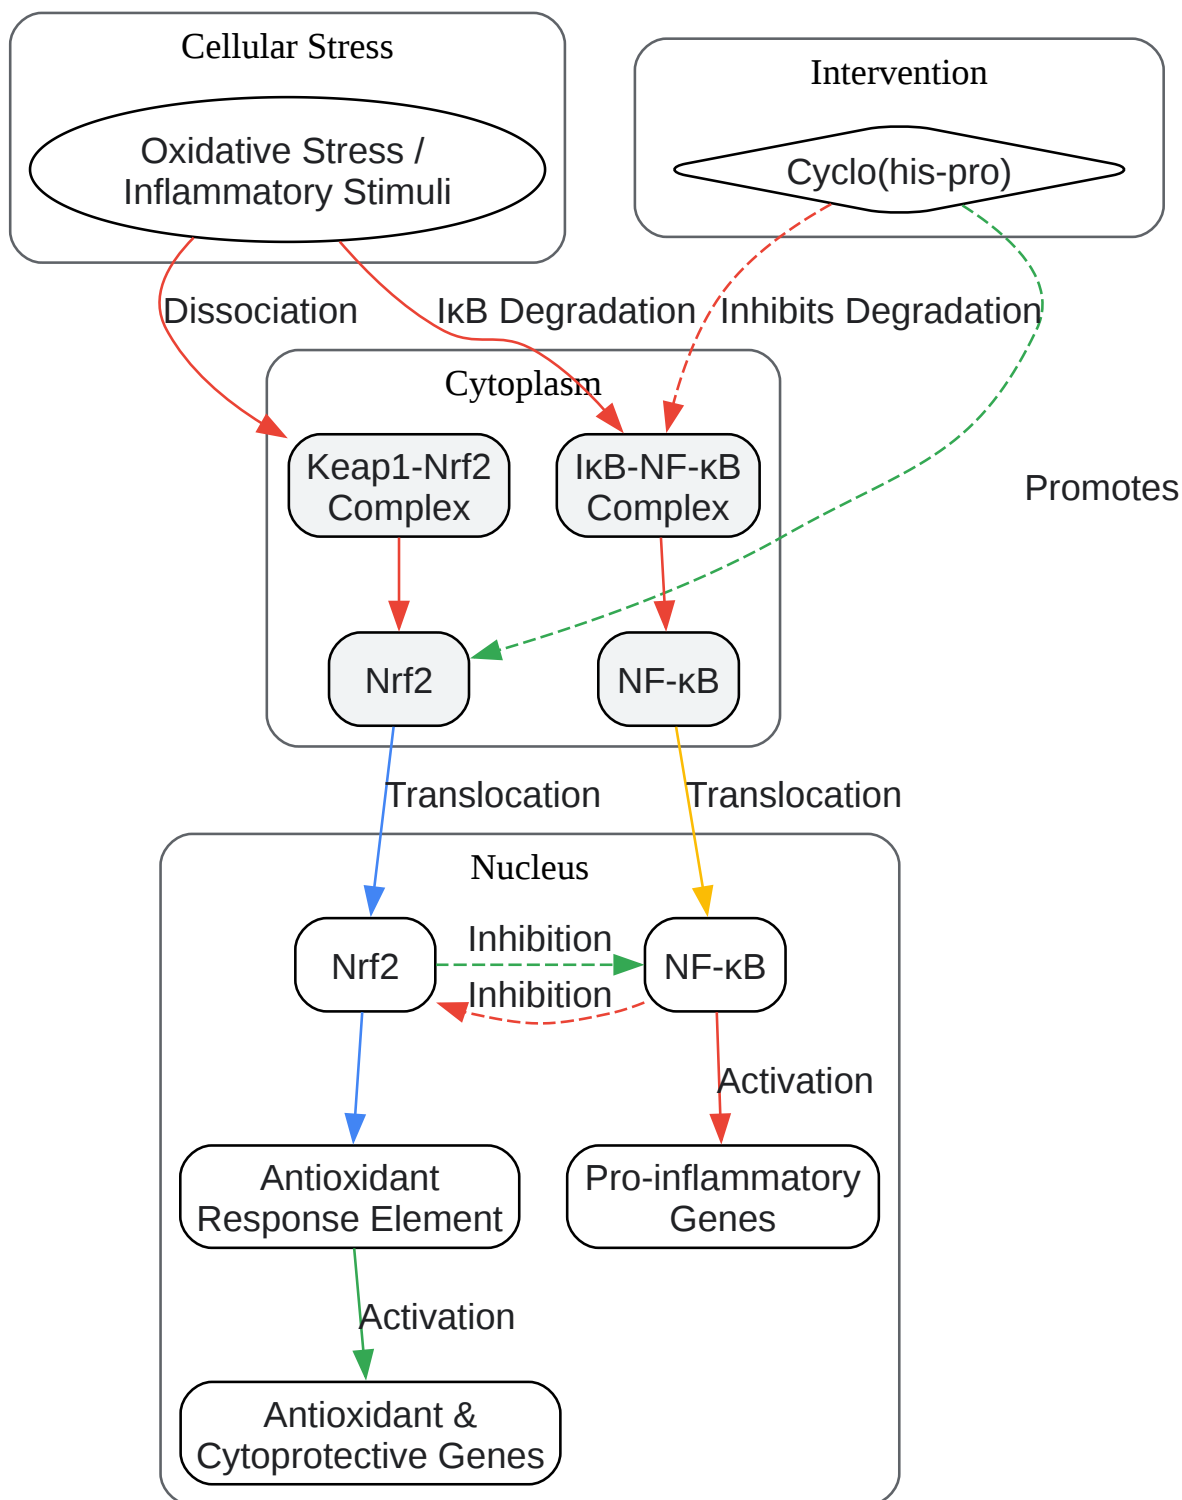 Cellular Stress
Intervention
Oxidative Stress /
Inflammatory Stimuli
Cyclo(his-pro)
Dissociation
IκB Degradation
Inhibits Degradation
Cytoplasm
Keap1-Nrf2
Complex
IκB-NF-κB
Complex
Promotes
Nrf2
NF-κB
Translocation
Translocation
Nucleus
Nrf2
Inhibition
NF-κB
Inhibition
Activation
Antioxidant
Response Element
Pro-inflammatory
Genes
Activation
Antioxidant &
Cytoprotective Genes